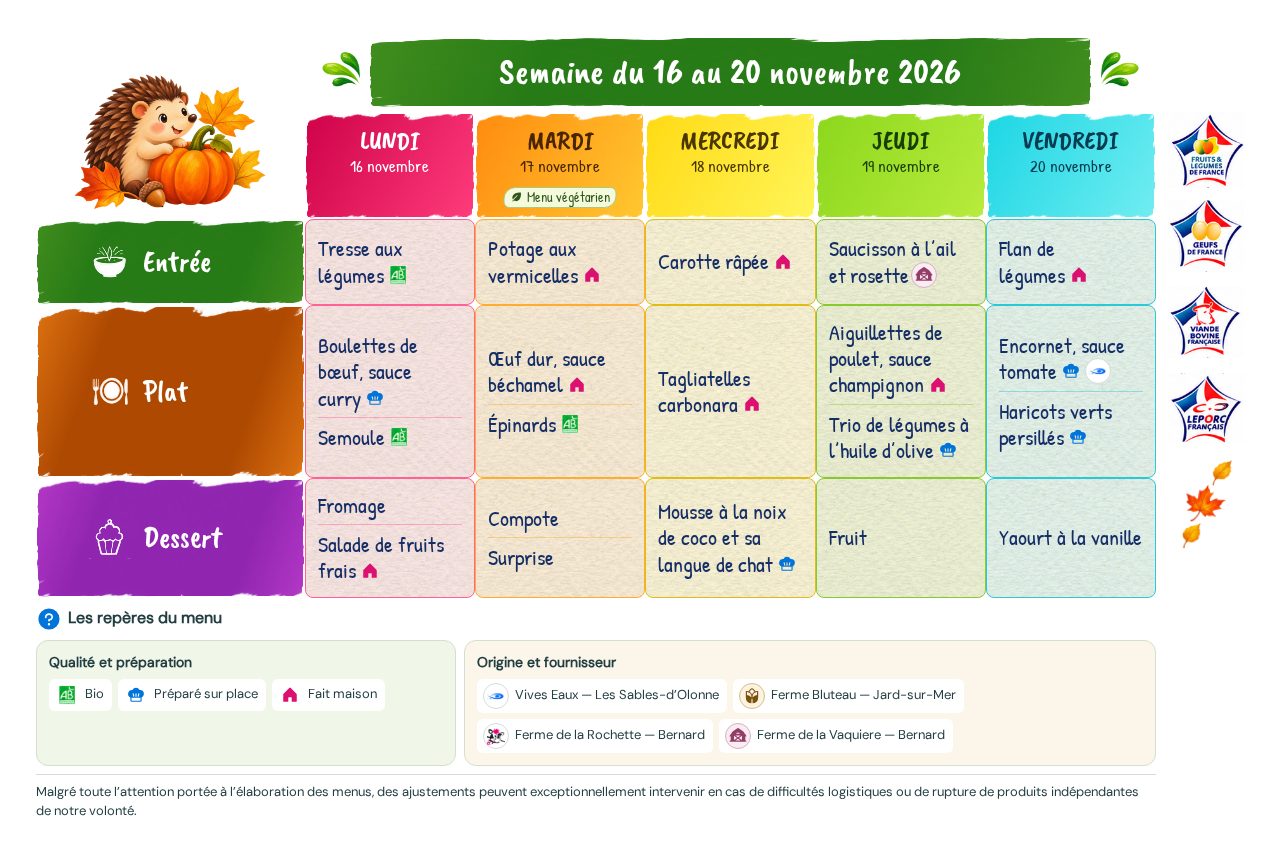 Semaine du 16 au 20 novembre 2026
LUNDI
16 novembre
MARDI
17 novembre
Menu végétarien
MERCREDI
18 novembre
JEUDI
19 novembre
VENDREDI
20 novembre
Entrée
Tresse aux
légumes AB
Potage aux
vermicelles
Carotte râpée
Saucisson à l'ail
et rosette
Flan de
légumes
Plat
Boulettes de
bœuf, sauce
curry
Semoule AB
Œuf dur, sauce
béchamel
Épinards AB
Tagliatelles
carbonara
Aiguillettes de
poulet, sauce
champignon
Trio de légumes à
l'huile d'olive
Encornet, sauce
tomate
Haricots verts
persillés
Dessert
Fromage
Salade de fruits
frais
Compote
Surprise
Mousse à la noix
de coco et sa
langue de chat
Fruit
Yaourt à la vanille
FRUITS &
LÉGUMES
DE FRANCE
ŒUFS
DE FRANCE
VIANDE
BOVINE
FRANÇAISE
LE PORC
FRANÇAIS
? Les repères du menu
Qualité et préparation
AB Bio
Préparé sur place
Fait maison
Origine et fournisseur
Vives Eaux — Les Sables-d'Olonne
Ferme Bluteau — Jard-sur-Mer
Ferme de la Rochette — Bernard
Ferme de la Vaquiere — Bernard
Malgré toute l'attention portée à l'élaboration des menus, des ajustements peuvent exceptionnellement intervenir en cas de difficultés logistiques ou de rupture de produits indépendantes
de notre volonté.